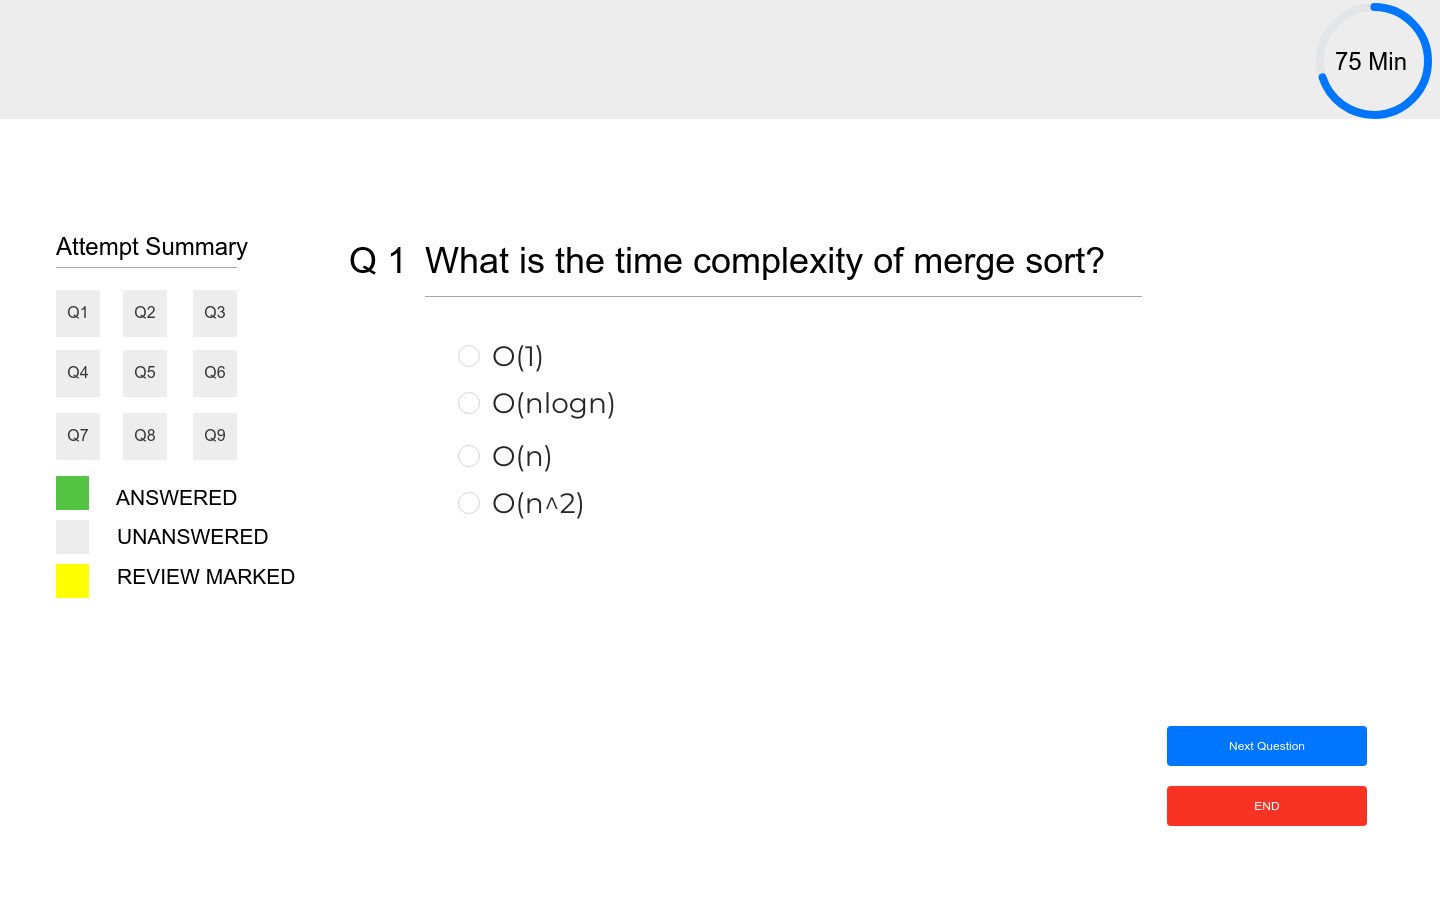 75 Min
Attempt Summary
Q1 Q2 Q3
Q4 Q5 Q6
Q7 Q8 Q9
ANSWERED
UNANSWERED
REVIEW MARKED
Q 1 What is the time complexity of merge sort?
O(1)
O(nlogn)
O(n)
O(n^2)
Next Question
END